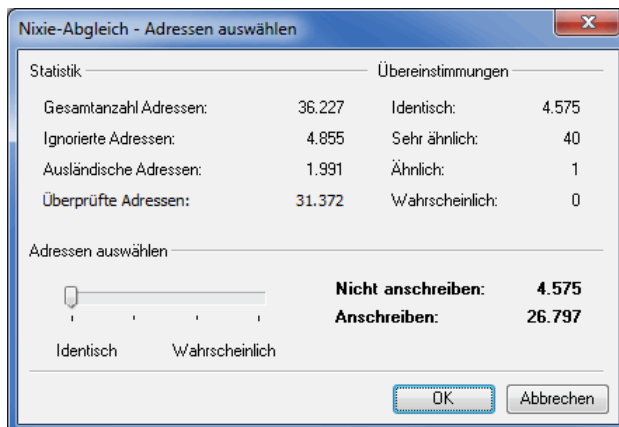 Nixie-Abgleich - Adressen auswählen
Statistik
Gesamtanzahl Adressen: 36.227
Ignorierte Adressen: 4.855
Ausländische Adressen: 1.991
Überprüfte Adressen: 31.372
Übereinstimmungen
Identisch: 4.575
Sehr ähnlich: 40
Ähnlich: 1
Wahrscheinlich: 0
Adressen auswählen
Identisch Wahrscheinlich
Nicht anschreiben: 4.575
Anschreiben: 26.797
OK Abbrechen